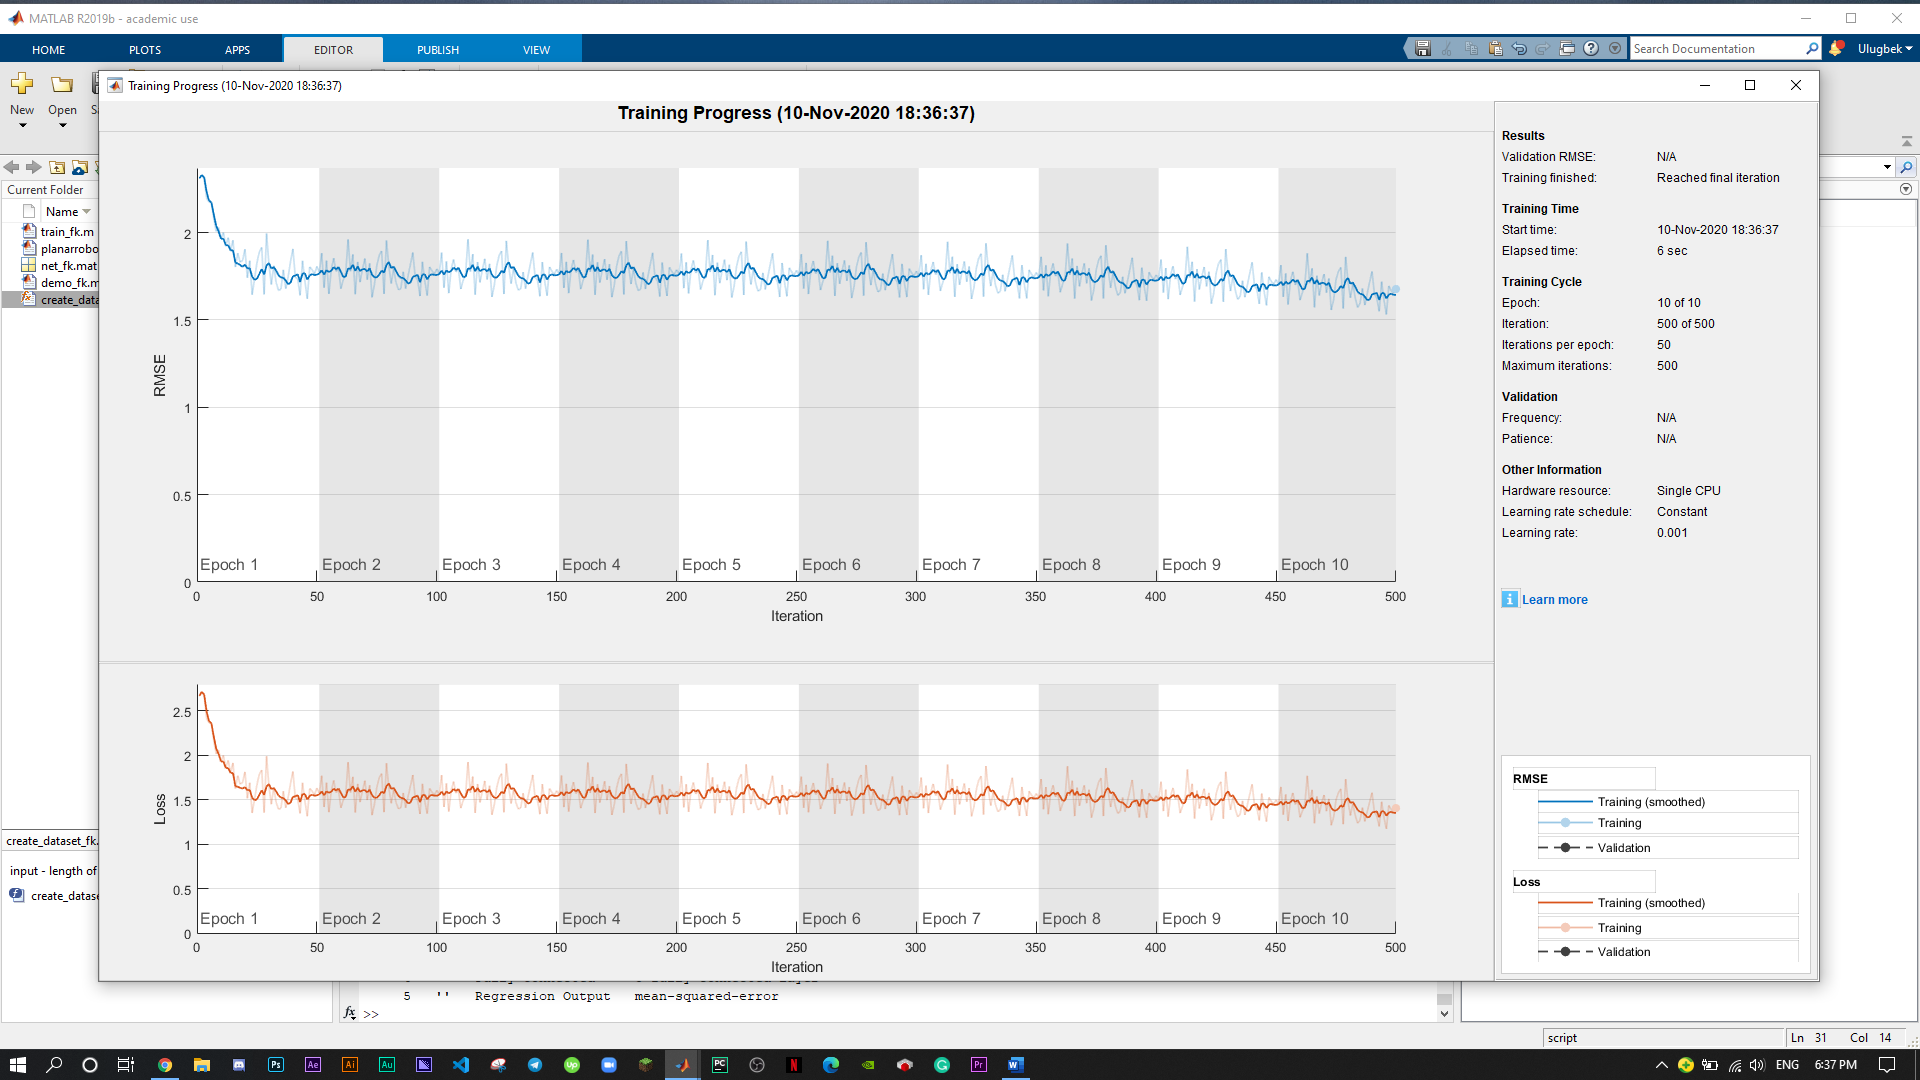 MATLAB R2019b - academic use
HOME PLOTS APPS EDITOR PUBLISH VIEW
Search Documentation
Ulugbek
New
Open
Training Progress (10-Nov-2020 18:36:37)
Training Progress (10-Nov-2020 18:36:37)
Current Folder
Name
train_fk.m
planarrobo
net_fk.mat
demo_fk.m
create_data
create_dataset_fk.
input - length of
create_datase
RMSE
2
1.5
1
0.5
0
Epoch 1 Epoch 2 Epoch 3 Epoch 4 Epoch 5 Epoch 6 Epoch 7 Epoch 8 Epoch 9 Epoch 10
0 50 100 150 200 250 300 350 400 450 500
Iteration
Loss
2.5
2
1.5
1
0.5
0
Epoch 1 Epoch 2 Epoch 3 Epoch 4 Epoch 5 Epoch 6 Epoch 7 Epoch 8 Epoch 9 Epoch 10
0 50 100 150 200 250 300 350 400 450 500
Iteration
Results
Validation RMSE: N/A
Training finished: Reached final iteration
Training Time
Start time: 10-Nov-2020 18:36:37
Elapsed time: 6 sec
Training Cycle
Epoch: 10 of 10
Iteration: 500 of 500
Iterations per epoch: 50
Maximum iterations: 500
Validation
Frequency: N/A
Patience: N/A
Other Information
Hardware resource: Single CPU
Learning rate schedule: Constant
Learning rate: 0.001
Learn more
RMSE
Training (smoothed)
Training
Validation
Loss
Training (smoothed)
Training
Validation
5 '' Regression Output mean-squared-error
fx >>
script
Ln 31 Col 14
ENG 6:37 PM